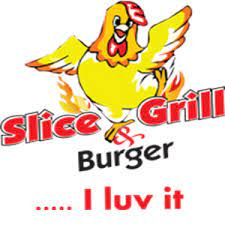 Slice & Grill
Burger
..... I luv it